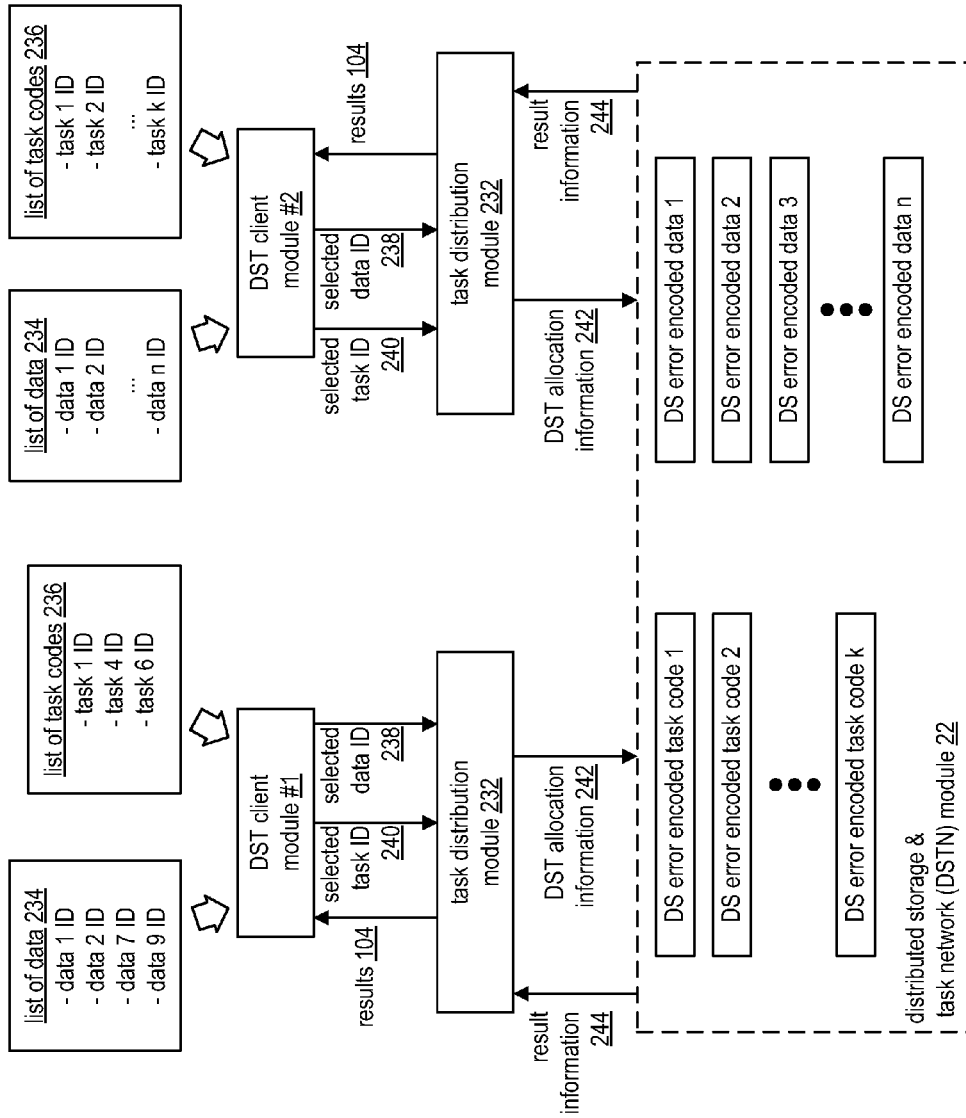 list of data 234
- data 1 ID
- data 2 ID
- data 7 ID
- data 9 ID
list of task codes 236
- task 1 ID
- task 4 ID
- task 6 ID
DST client
module #1
results 104
selected
task ID
240
selected
data ID
238
task distribution
module 232
result
information
244
DST allocation
information 242
list of data 234
- data 1 ID
- data 2 ID
...
- data n ID
list of task codes 236
- task 1 ID
- task 2 ID
...
- task k ID
DST client
module #2
selected
task ID
240
selected
data ID
238
results 104
task distribution
module 232
DST allocation
information 242
result
information
244
DS error encoded task code 1
DS error encoded task code 2
DS error encoded task code k
DS error encoded data 1
DS error encoded data 2
DS error encoded data 3
DS error encoded data n
distributed storage &
task network (DSTN) module 22